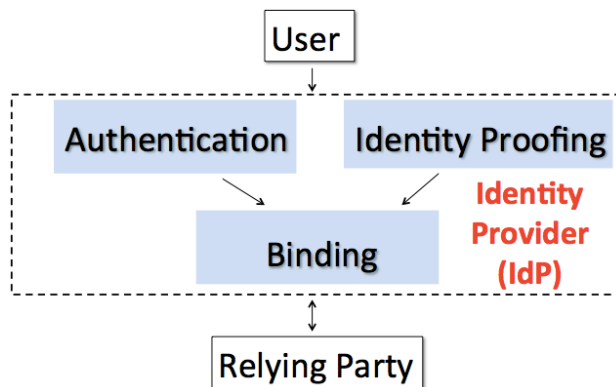 User
Authentication
Identity Proofing
Identity
Provider
(IdP)
Binding
Relying Party